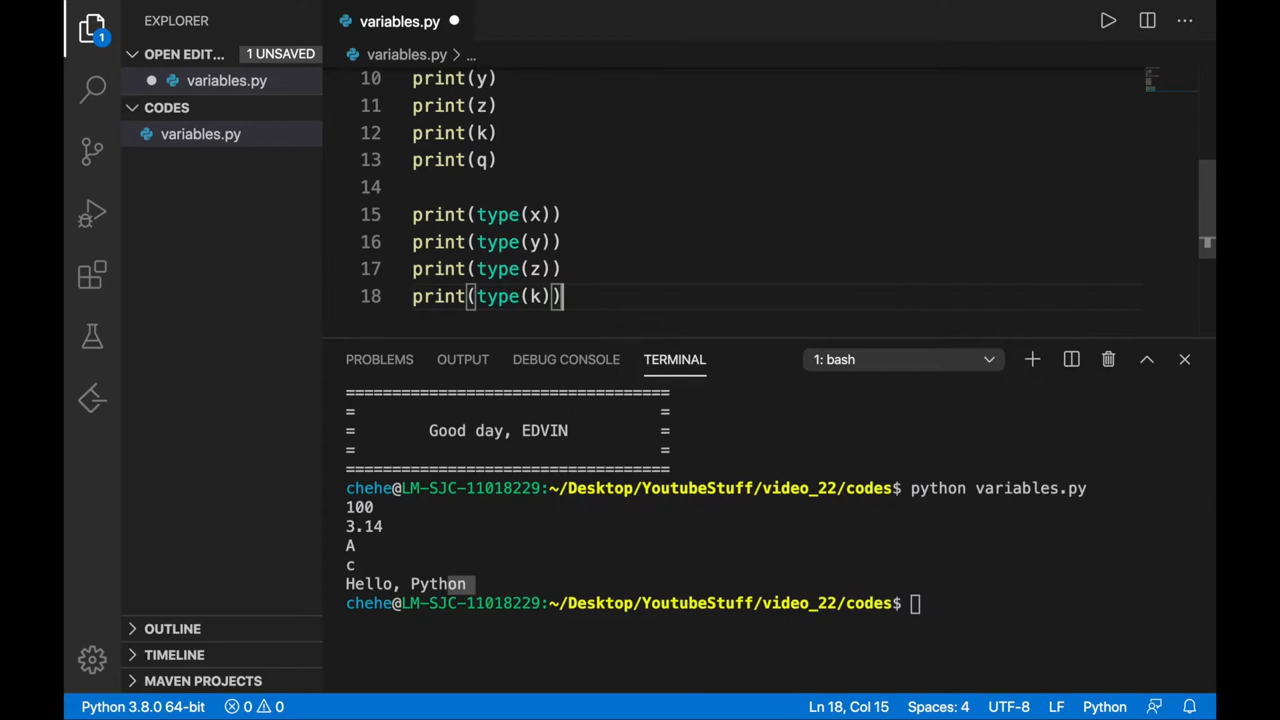 EXPLORER
variables.py
1
OPEN EDIT...
1 UNSAVED
variables.py > ...
variables.py
CODES
variables.py
10 print(y)
11 print(z)
12 print(k)
13 print(q)
14
15 print(type(x))
16 print(type(y))
17 print(type(z))
18 print(type(k))
PROBLEMS OUTPUT DEBUG CONSOLE TERMINAL 1: bash
===================================
= =
= Good day, EDVIN =
= =
===================================
chehe@LM-SJC-11018229:~/Desktop/YoutubeStuff/video_22/codes$ python variables.py
100
3.14
A
c
Hello, Python
chehe@LM-SJC-11018229:~/Desktop/YoutubeStuff/video_22/codes$
OUTLINE
TIMELINE
MAVEN PROJECTS
Python 3.8.0 64-bit 0 0 Ln 18, Col 15 Spaces: 4 UTF-8 LF Python